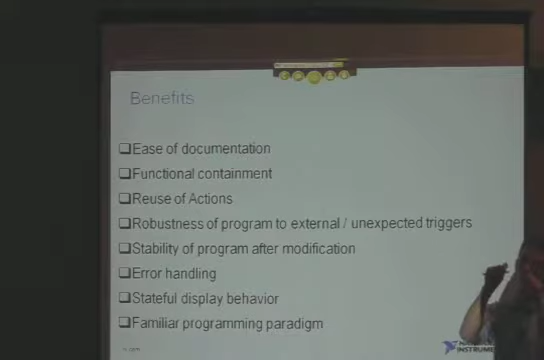 Benefits
❑Ease of documentation
❑Functional containment
❑Reuse of Actions
❑Robustness of program to external / unexpected triggers
❑Stability of program after modification
❑Error handling
❑Stateful display behavior
❑Familiar programming paradigm